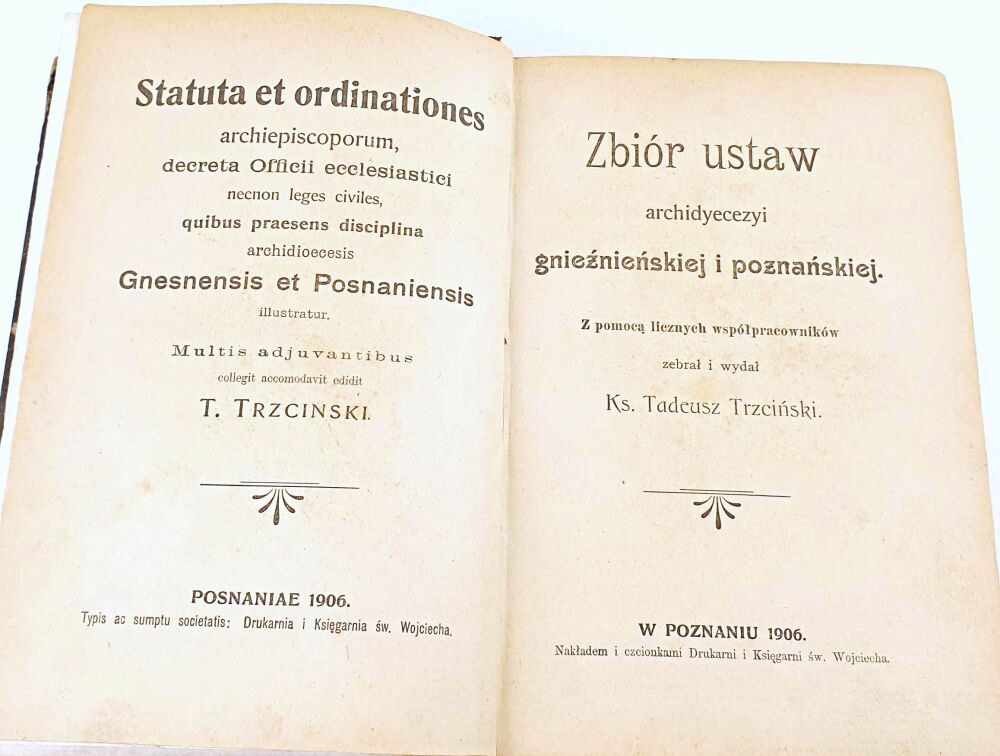 Statuta et ordinationes
archiepiscoporum,
decreta Officii ecclesiastici
necnon leges civiles,
quibus praesens disciplina
archidioecesis
Gnesnensis et Posnaniensis
illustratur.
Multis adjuvantibus
collegit accomodavit edidit
T. TRZCINSKI.
POSNANIAE 1906.
Typis ac sumptu societatis: Drukarnia i Księgarnia św. Wojciecha.
Zbiór ustaw
archidyecezyi
gnieźnieńskiej i poznańskiej.
Z pomocą licznych współpracowników
zebrał i wydał
Ks. Tadeusz Trzciński.
W POZNANIU 1906.
Nakładem i czcionkami Drukarni i Księgarni św. Wojciecha.